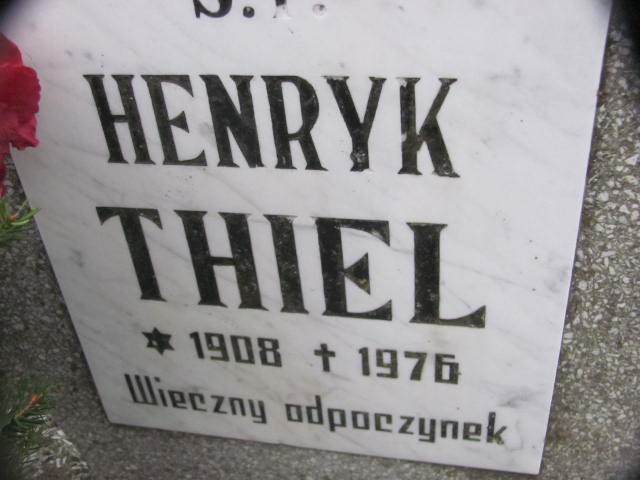 Ś.P.
HENRYK
THIEL
* 1908 † 1976
Wieczny odpoczynek